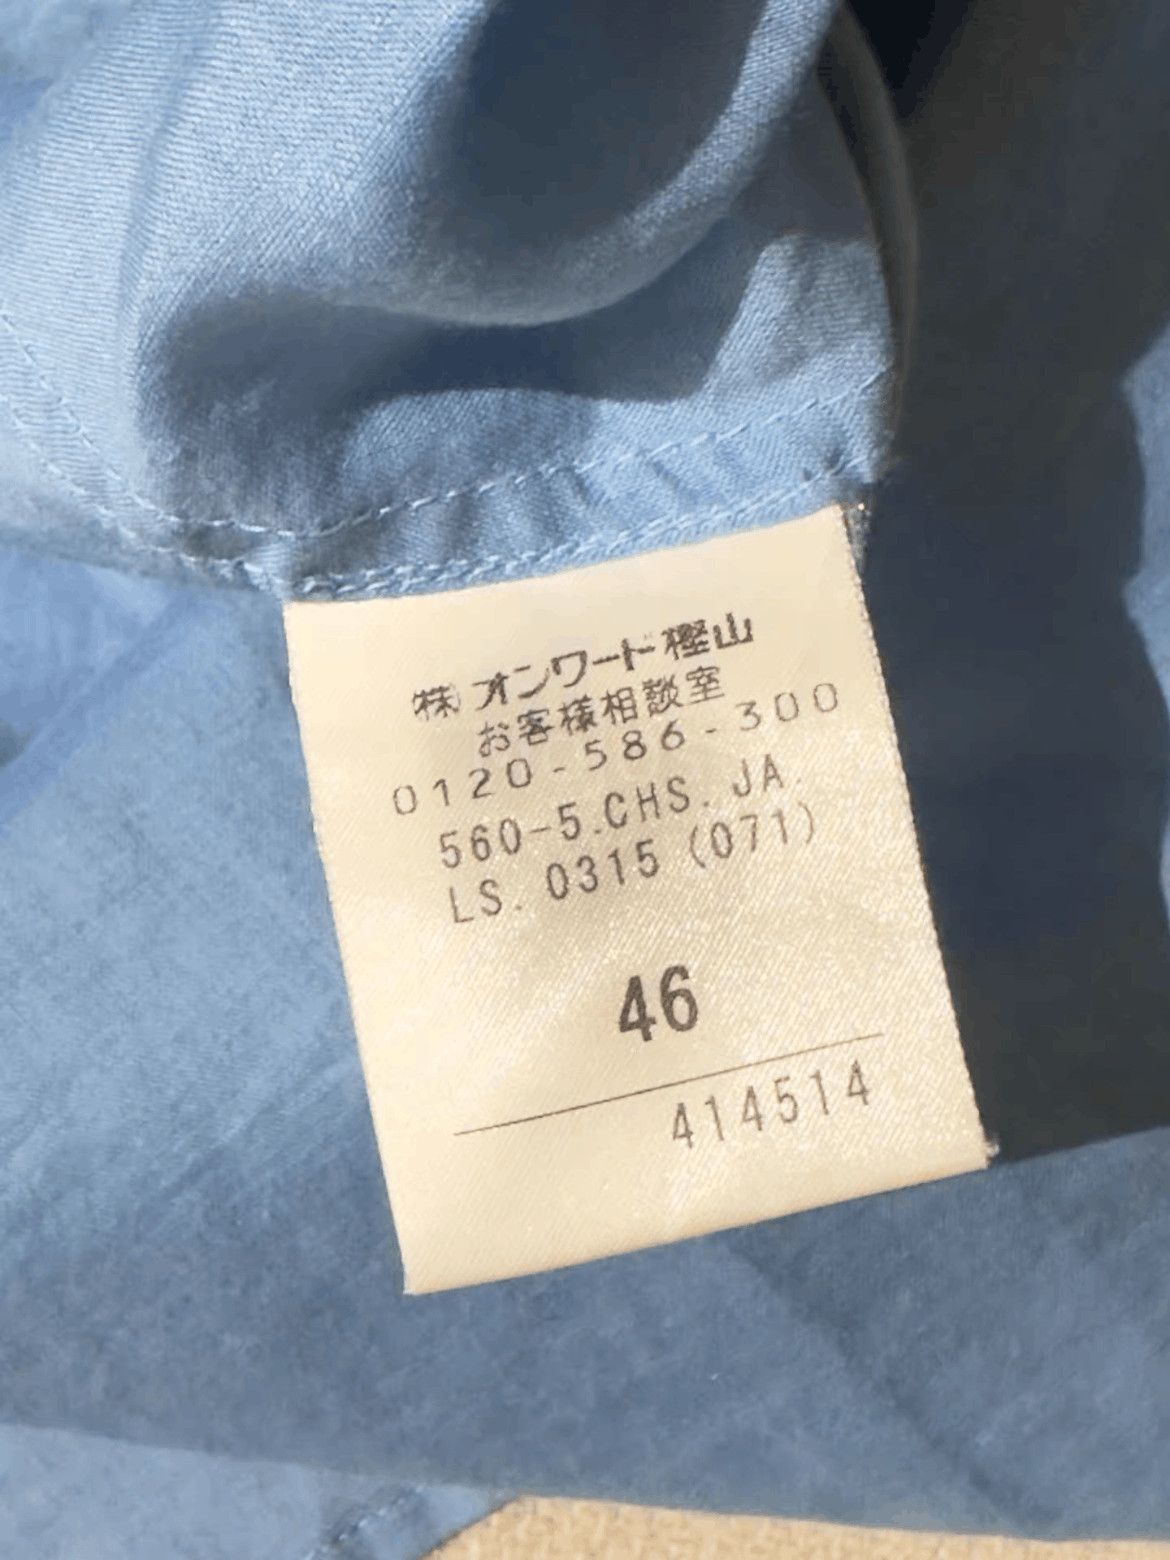 ㈱オンワード樫山
お客様相談室
0120-586-300
560-5.CHS. JA.
LS. 0315 (071)
46
414514